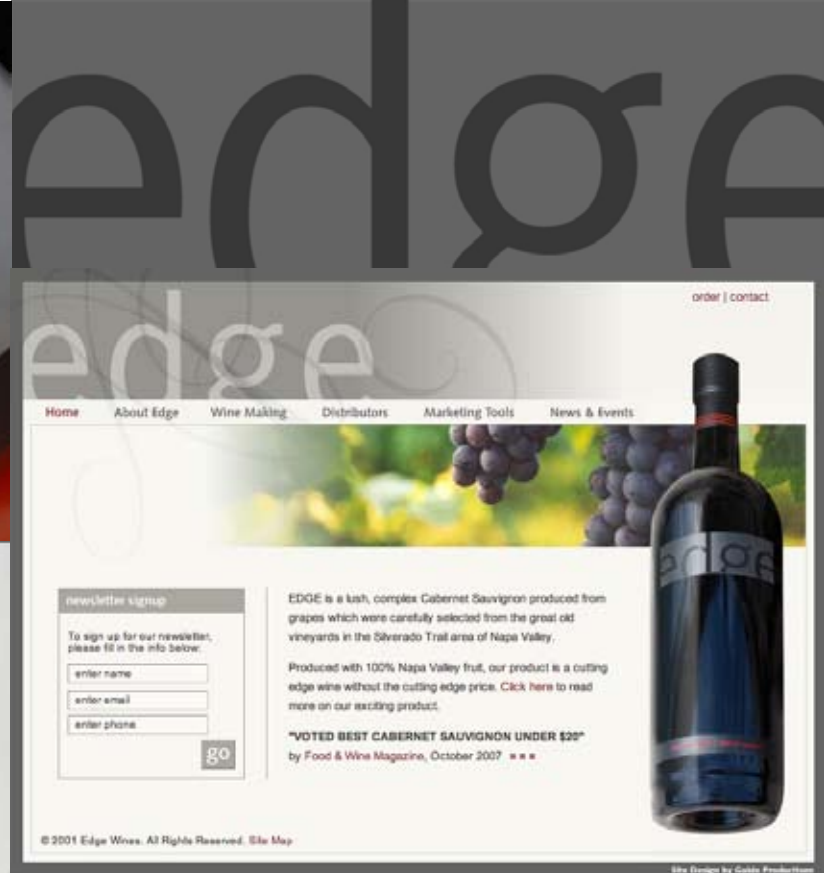 edge
order | contact
edge
Home About Edge Wine Making Distributors Marketing Tools News & Events
edge
newsletter signup
To sign up for our newsletter,
please fill in the info below:
enter name
enter email
enter phone
go
EDGE is a lush, complex Cabernet Sauvignon produced from
grapes which were carefully selected from the great old
vineyards in the Silverado Trail area of Napa Valley.
Produced with 100% Napa Valley fruit, our product is a cutting
edge wine without the cutting edge price. Click here to read
more on our exciting product.
"VOTED BEST CABERNET SAUVIGNON UNDER $20"
by Food & Wine Magazine, October 2007
© 2001 Edge Wines. All Rights Reserved. Site Map
Site Design by Guide Productions